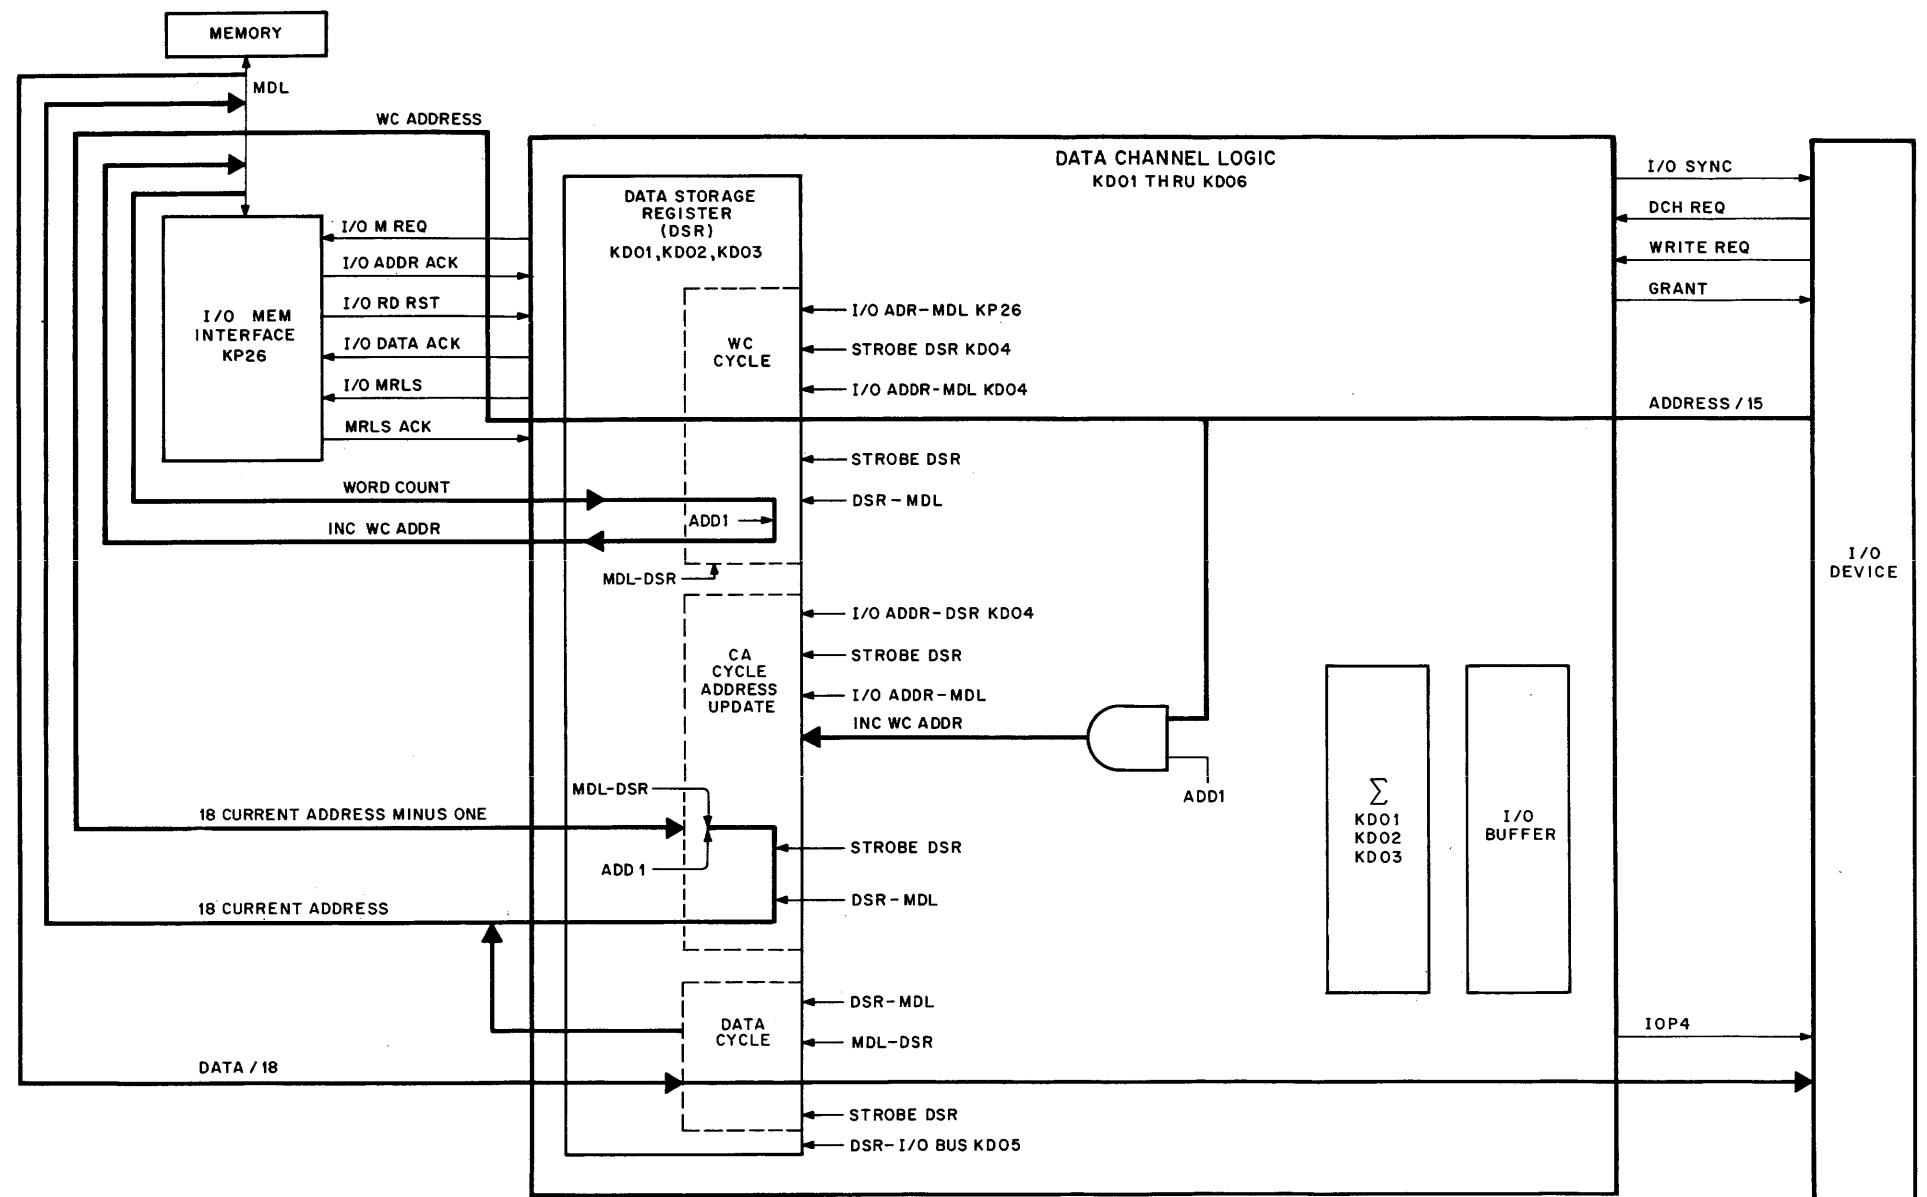 MEMORY
MDL
WC ADDRESS
DATA CHANNEL LOGIC
KD01 THRU KD06
I/O SYNC
DCH REQ
WRITE REQ
GRANT
DATA STORAGE
REGISTER
(DSR)
KD01,KD02,KD03
I/O M REQ
I/O ADDR ACK
I/O RD RST
I/O DATA ACK
I/O MRLS
MRLS ACK
I/O MEM
INTERFACE
KP26
WC
CYCLE
I/O ADR-MDL KP26
STROBE DSR KD04
I/O ADDR-MDL KD04
ADDRESS / 15
STROBE DSR
DSR-MDL
WORD COUNT
ADD1
INC WC ADDR
MDL-DSR
I/O
DEVICE
I/O ADDR-DSR KD04
STROBE DSR
I/O ADDR-MDL
INC WC ADDR
CA
CYCLE
ADDRESS
UPDATE
ADD1
MDL-DSR
18 CURRENT ADDRESS MINUS ONE
ADD 1
STROBE DSR
DSR-MDL
18 CURRENT ADDRESS
Σ
KD01
KD02
KD03
I/O
BUFFER
DATA
CYCLE
DSR-MDL
MDL-DSR
IOP4
DATA / 18
STROBE DSR
DSR-I/O BUS KD05